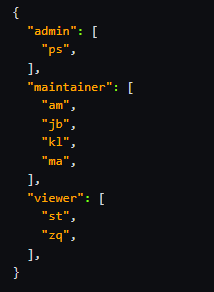 {
  "admin": [
    "ps",
  ],
  "maintainer": [
    "am",
    "jb",
    "kl",
    "ma",
  ],
  "viewer": [
    "st",
    "zq",
  ],
}